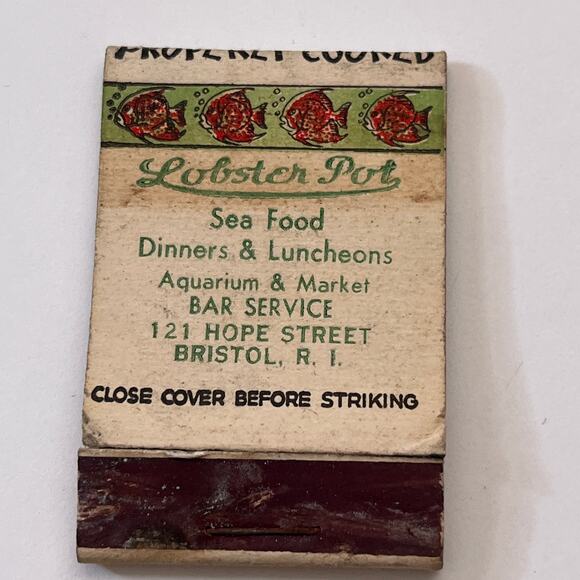 PROPERLY COOKED
Lobster Pot
Sea Food
Dinners & Luncheons
Aquarium & Market
BAR SERVICE
121 HOPE STREET
BRISTOL, R. I.
CLOSE COVER BEFORE STRIKING